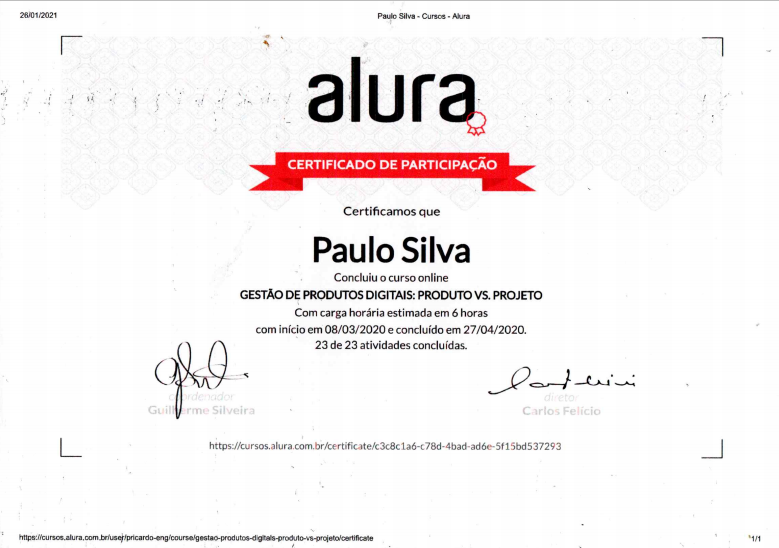 26/01/2021
Paulo Silva - Cursos - Alura
alura
CERTIFICADO DE PARTICIPAÇÃO
Certificamos que
Paulo Silva
Concluiu o curso online
GESTÃO DE PRODUTOS DIGITAIS: PRODUTO VS. PROJETO
Com carga horária estimada em 6 horas
com início em 08/03/2020 e concluído em 27/04/2020.
23 de 23 atividades concluídas.
coordenador
Guilherme Silveira
diretor
Carlos Felício
https://cursos.alura.com.br/certificate/c3c8c1a6-c78d-4bad-ad6e-5f15bd537293
https://cursos.alura.com.br/user/pricardo-eng/course/gestao-produtos-digitais-produto-vs-projeto/certificate
1/1